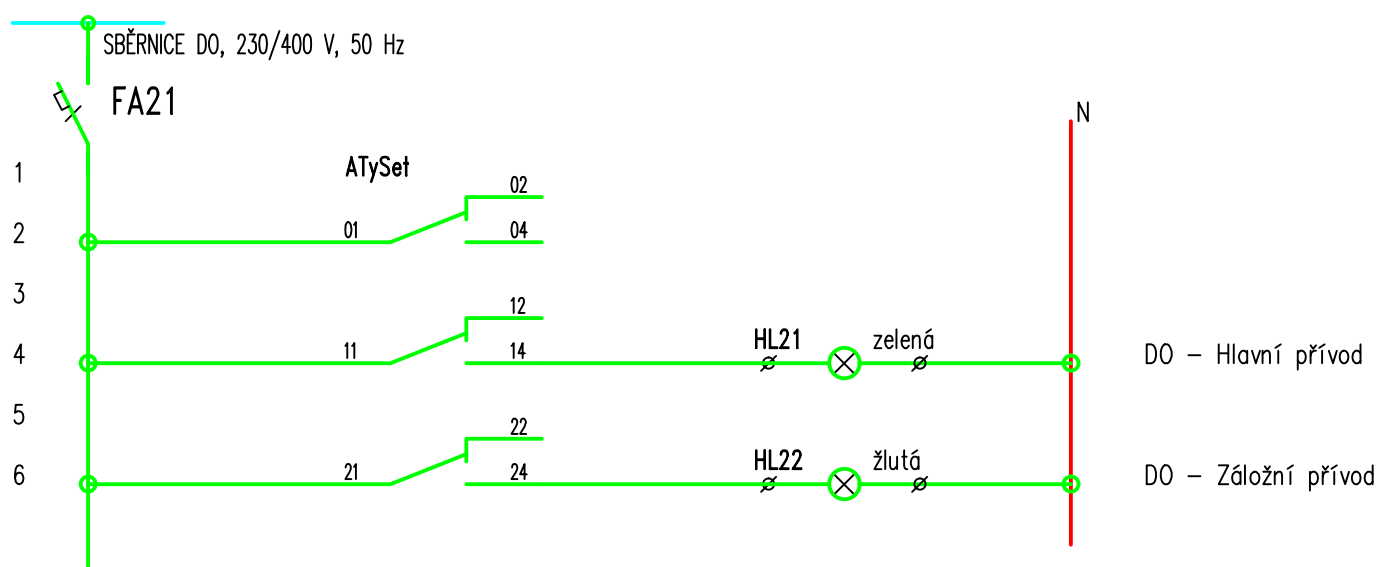 SBĚRNICE DO, 230/400 V, 50 Hz
FA21
N
1
ATySet
02
2
01
04
3
12
4
11
14
HL21
zelená
DO – Hlavní přívod
5
22
6
21
24
HL22
žlutá
DO – Záložní přívod